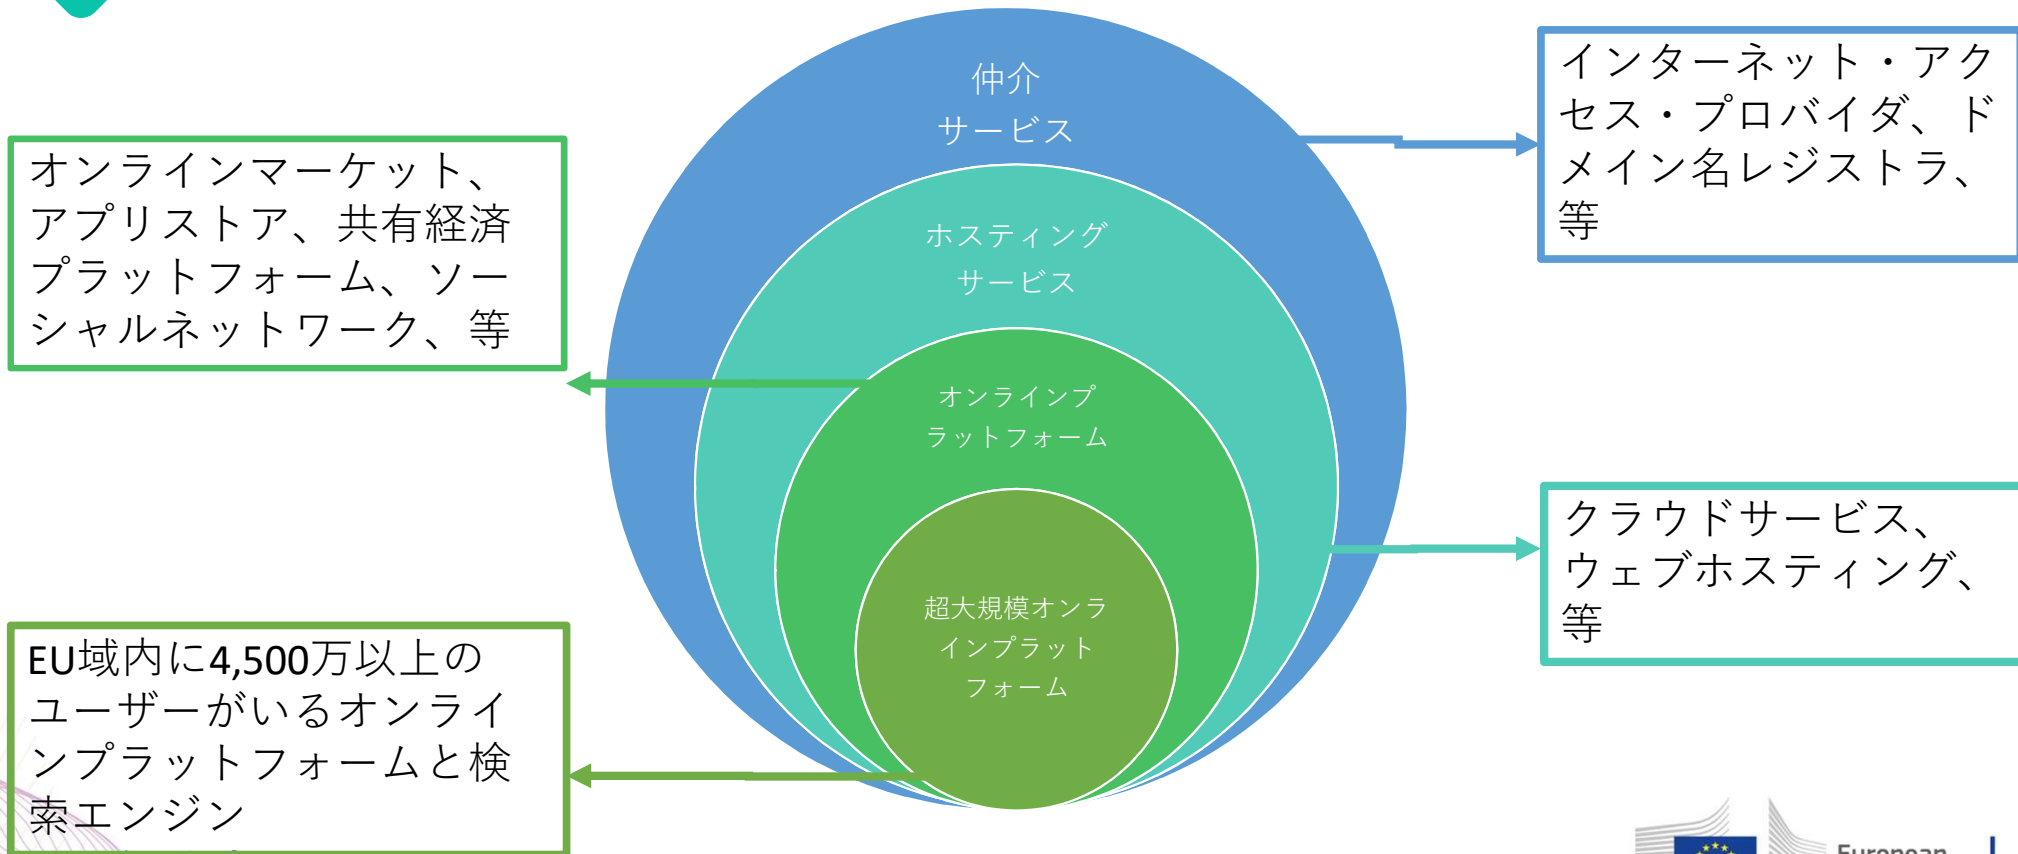 仲介
サービス
ホスティング
サービス
オンラインプ
ラットフォーム
超大規模オンラ
インプラット
フォーム
オンラインマーケット、
アプリストア、共有経済
プラットフォーム、ソー
シャルネットワーク、等
EU域内に4,500万以上の
ユーザーがいるオンライ
ンプラットフォームと検
索エンジン
インターネット・アク
セス・プロバイダ、ド
メイン名レジストラ、
等
クラウドサービス、
ウェブホスティング、
等
European